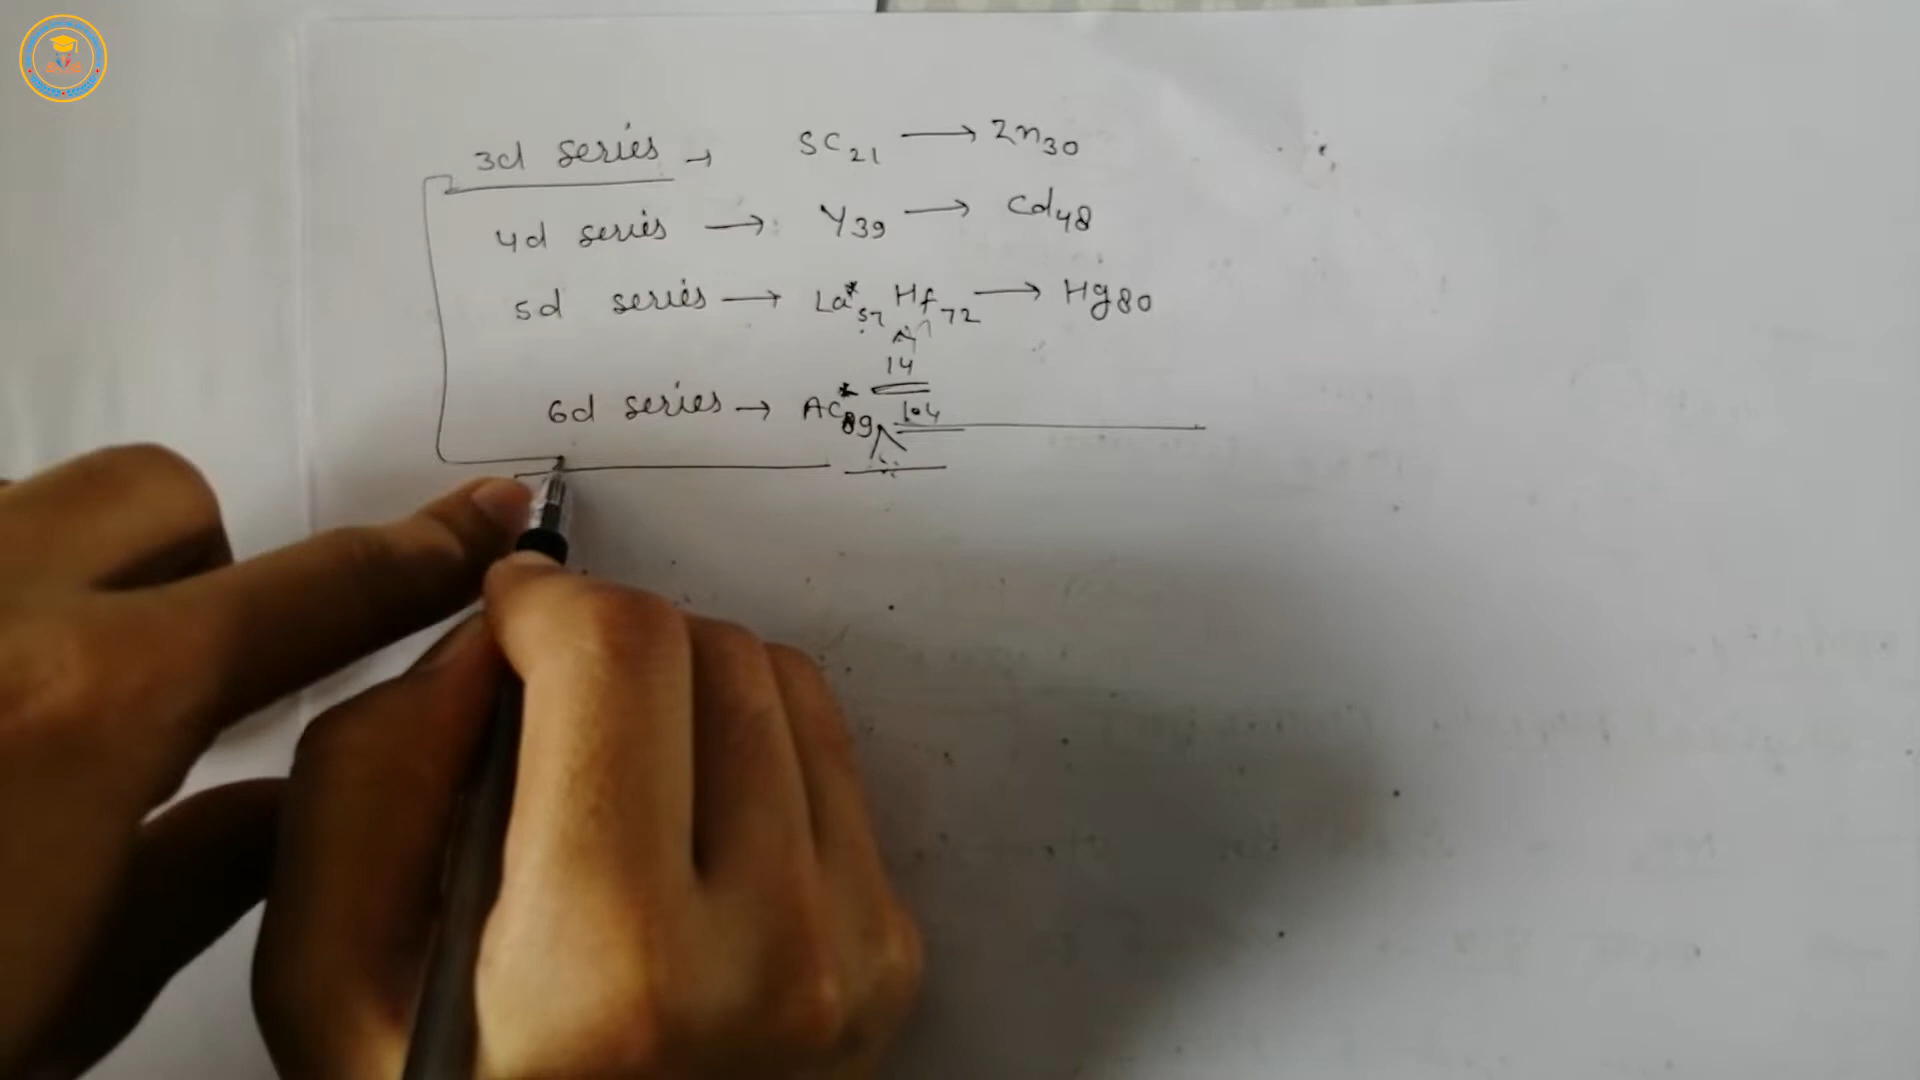 3d series → Sc21 → Zn30
4d series → Y39 → Cd48
5d series → La*57 Hf72 → Hg80
14
6d series → Ac*89 104